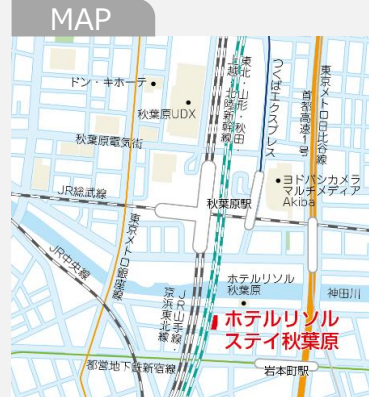 MAP
ドン・キホーテ
秋葉原UDX
東北・山形・秋田
上越・北陸新幹線
つくばエクスプレス
東京メトロ日比谷線
首都高速1号
秋葉原電気街
ヨドバシカメラ
マルチメディア
Akiba
JR総武線
秋葉原駅
東京メトロ銀座線
JR中央線
ホテルリソル
秋葉原
神田川
JR山手線
京浜東北線
ホテルリソル
ステイ秋葉原
都営地下鉄新宿線
岩本町駅